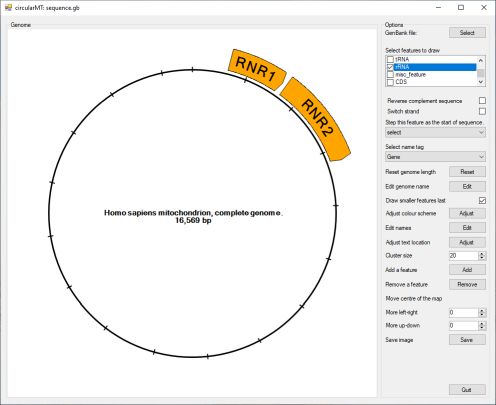 circularMT: sequence.gb
Genome
RNR1
RNR2
Homo sapiens mitochondrion, complete genome.
16,569 bp
Options
GenBank file:
Select
Select features to draw
tRNA
rRNA
misc_feature
CDS
Reverse complement sequence
Switch strand
Step this feature as the start of sequence.
select
Select name tag
Gene
Reset genome length
Reset
Edit genome name
Edit
Draw smaller features last
Adjust colour scheme
Adjust
Edit names
Edit
Adjust text location
Adjust
Cluster size
20
Add a feature
Add
Remove a feature
Remove
Move centre of the map
More left-right
0
More up-down
0
Save image
Save
Quit